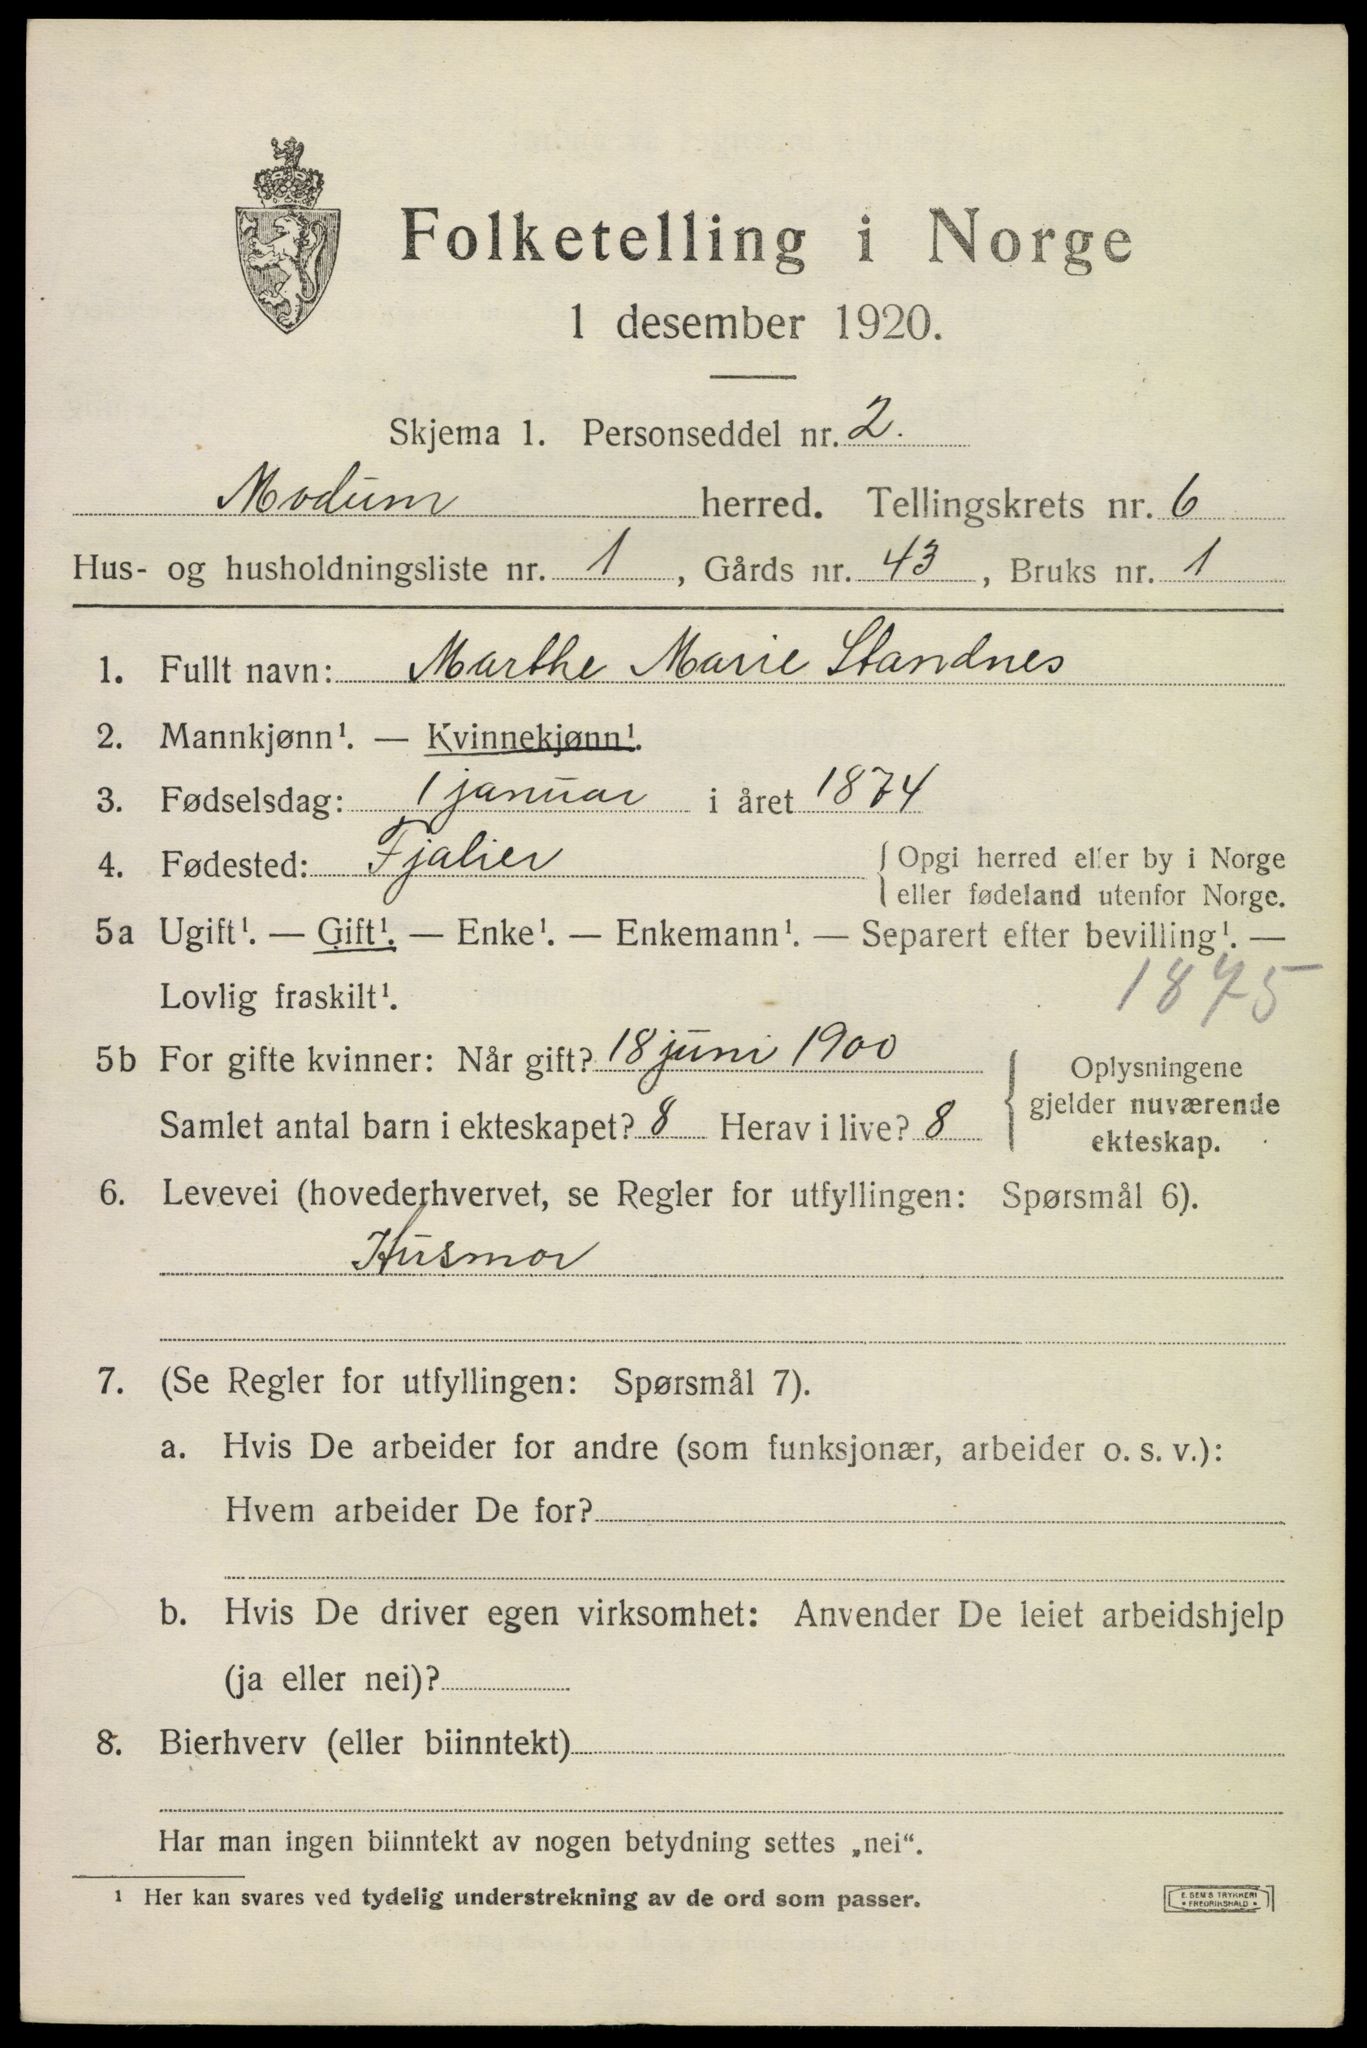 Folketelling i Norge
1 desember 1920.
Skjema 1. Personseddel nr. 2.
Modum herred. Tellingskrets nr. 6
Hus- og husholdningsliste nr. 1, Gårds nr. 43, Bruks nr. 1
1. Fullt navn: Marthe Marie Standnes
2. Mannkjønn¹. — Kvinnekjønn¹.
3. Fødselsdag: 1 januar i året 1874
4. Fødested: Fjalier { Opgi herred eller by i Norge
eller fødeland utenfor Norge.
5a Ugift¹. — Gift¹. — Enke¹. — Enkemann¹. — Separert efter bevilling¹. —
Lovlig fraskilt¹.
1875
5b For gifte kvinner: Når gift? 18 juni 1900
Samlet antal barn i ekteskapet? 8 Herav i live? 8
{ Oplysningene
gjelder nuværende
ekteskap.
6. Levevei (hovederhvervet, se Regler for utfyllingen: Spørsmål 6).
Husmor
7. (Se Regler for utfyllingen: Spørsmål 7).
a. Hvis De arbeider for andre (som funksjonær, arbeider o. s. v.):
Hvem arbeider De for?
b. Hvis De driver egen virksomhet: Anvender De leiet arbeidshjelp
(ja eller nei)?
8. Bierhverv (eller biinntekt)
Har man ingen biinntekt av nogen betydning settes „nei“.
¹ Her kan svares ved tydelig understrekning av de ord som passer.
E. SEM'S TRYKKERI
• FREDRIKSHALD •